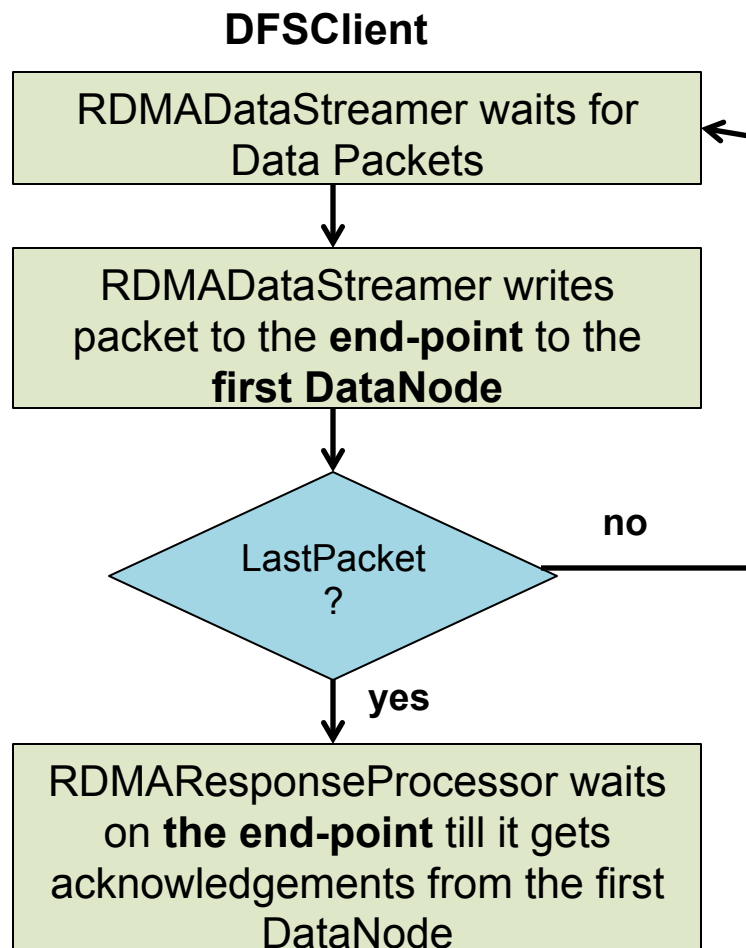 DFSClient
RDMADataStreamer waits for
Data Packets
RDMADataStreamer writes
packet to the end-point to the
first DataNode
LastPacket
?
no
yes
RDMAResponseProcessor waits
on the end-point till it gets
acknowledgements from the first
DataNode